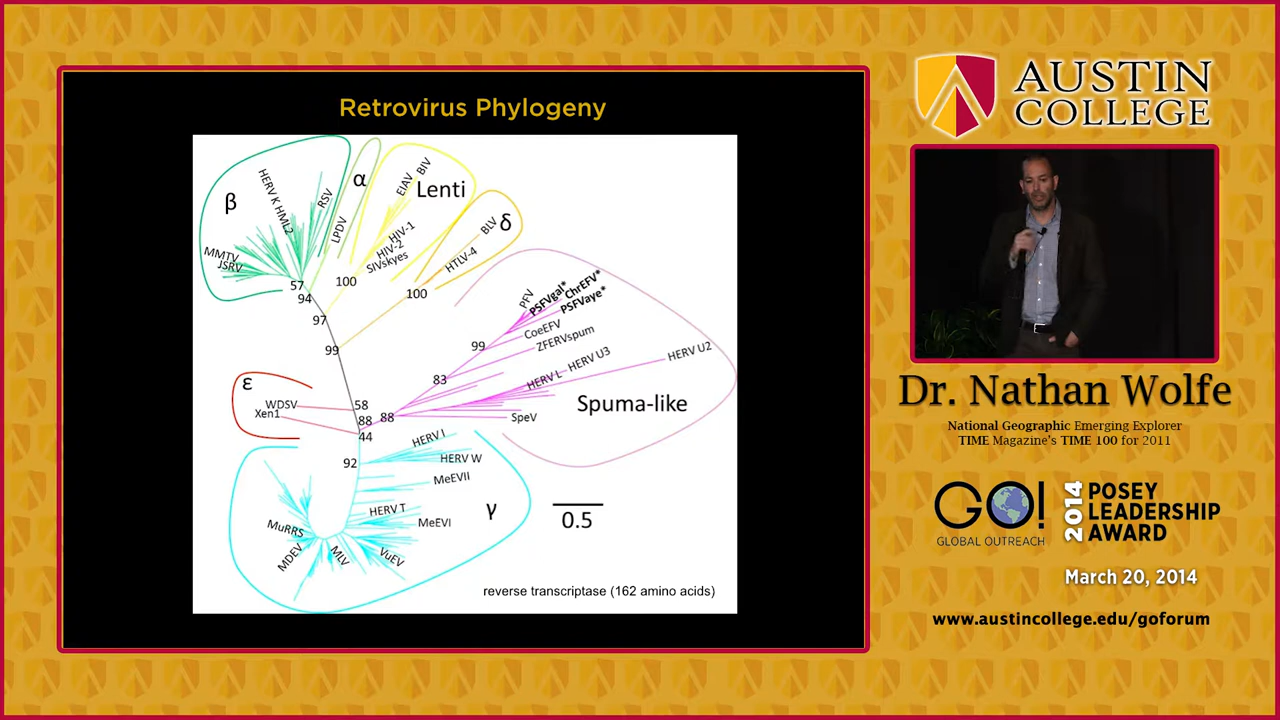 Retrovirus Phylogeny
β
HERV K HML2
RSV
α
LPDV
EIAV
BIV
Lenti
MMTV
JSRV
HIV-1
HIV-2
SIVskyes
BLV
δ
HTLV-4
57
94
100
100
97
99
PFV
PSFVgal*
ChrEFV*
PSFVaye*
CoeEFV
ZFERVspum
99
HERV U2
HERV U3
HERV L
83
Spuma-like
SpeV
ε
WDSV
Xen1
58
88
88
44
92
HERV I
HERV W
MeEVII
HERV T
MeEVI
γ
0.5
MuRRS
MDEV
MLV
VuEV
reverse transcriptase (162 amino acids)
AUSTIN
COLLEGE
Dr. Nathan Wolfe
National Geographic Emerging Explorer
TIME Magazine's TIME 100 for 2011
GO!
GLOBAL OUTREACH
2014
POSEY
LEADERSHIP
AWARD
March 20, 2014
www.austincollege.edu/goforum